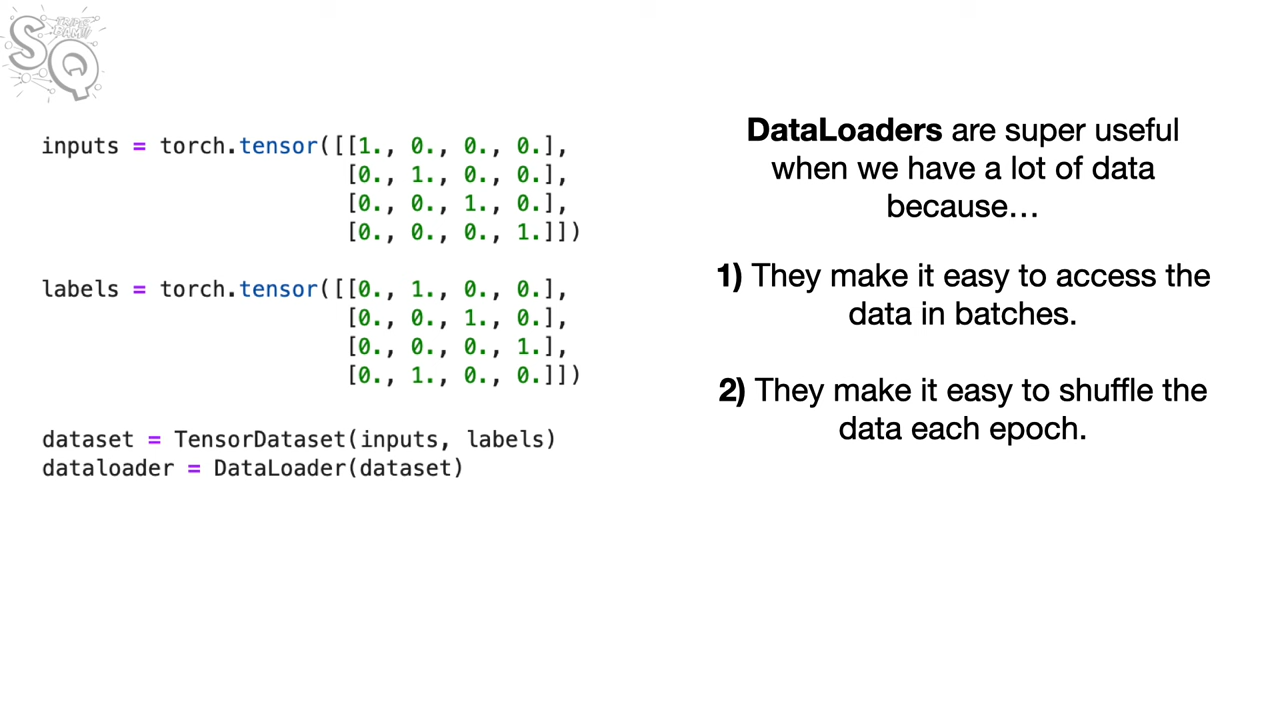 SQ
TRIPLE BAM!!!
inputs = torch.tensor([[1., 0., 0., 0.],
[0., 1., 0., 0.],
[0., 0., 1., 0.],
[0., 0., 0., 1.]])
labels = torch.tensor([[0., 1., 0., 0.],
[0., 0., 1., 0.],
[0., 0., 0., 1.],
[0., 1., 0., 0.]])
dataset = TensorDataset(inputs, labels)
dataloader = DataLoader(dataset)
DataLoaders are super useful
when we have a lot of data
because…
1) They make it easy to access the
data in batches.
2) They make it easy to shuffle the
data each epoch.